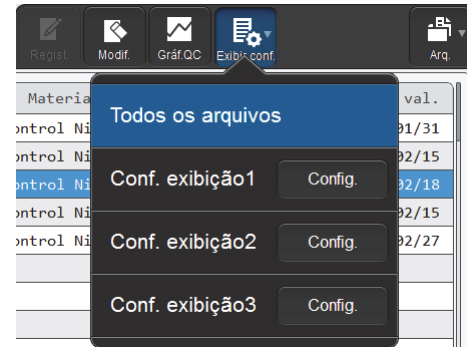 Regist. Modif. Gráf.QC Exibir conf. Arq.
Materia val.
ontrol Ni 01/31
ontrol Ni 02/15
ontrol Ni 02/18
ontrol Ni 02/15
ontrol Ni 02/27
Todos os arquivos
Conf. exibição1 Config.
Conf. exibição2 Config.
Conf. exibição3 Config.